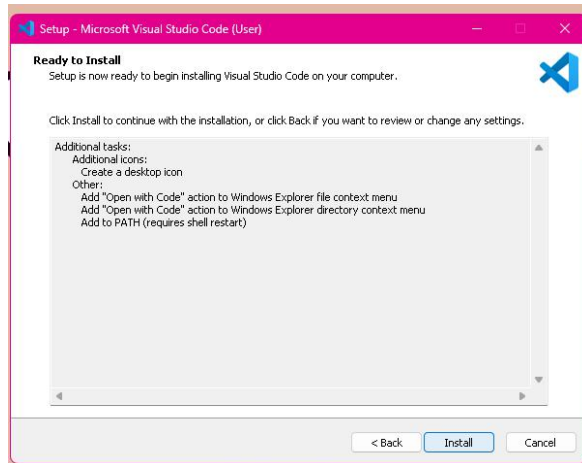 Setup - Microsoft Visual Studio Code (User)
Ready to Install
Setup is now ready to begin installing Visual Studio Code on your computer.
Click Install to continue with the installation, or click Back if you want to review or change any settings.
Additional tasks:
Additional icons:
Create a desktop icon
Other:
Add "Open with Code" action to Windows Explorer file context menu
Add "Open with Code" action to Windows Explorer directory context menu
Add to PATH (requires shell restart)
< Back Install Cancel